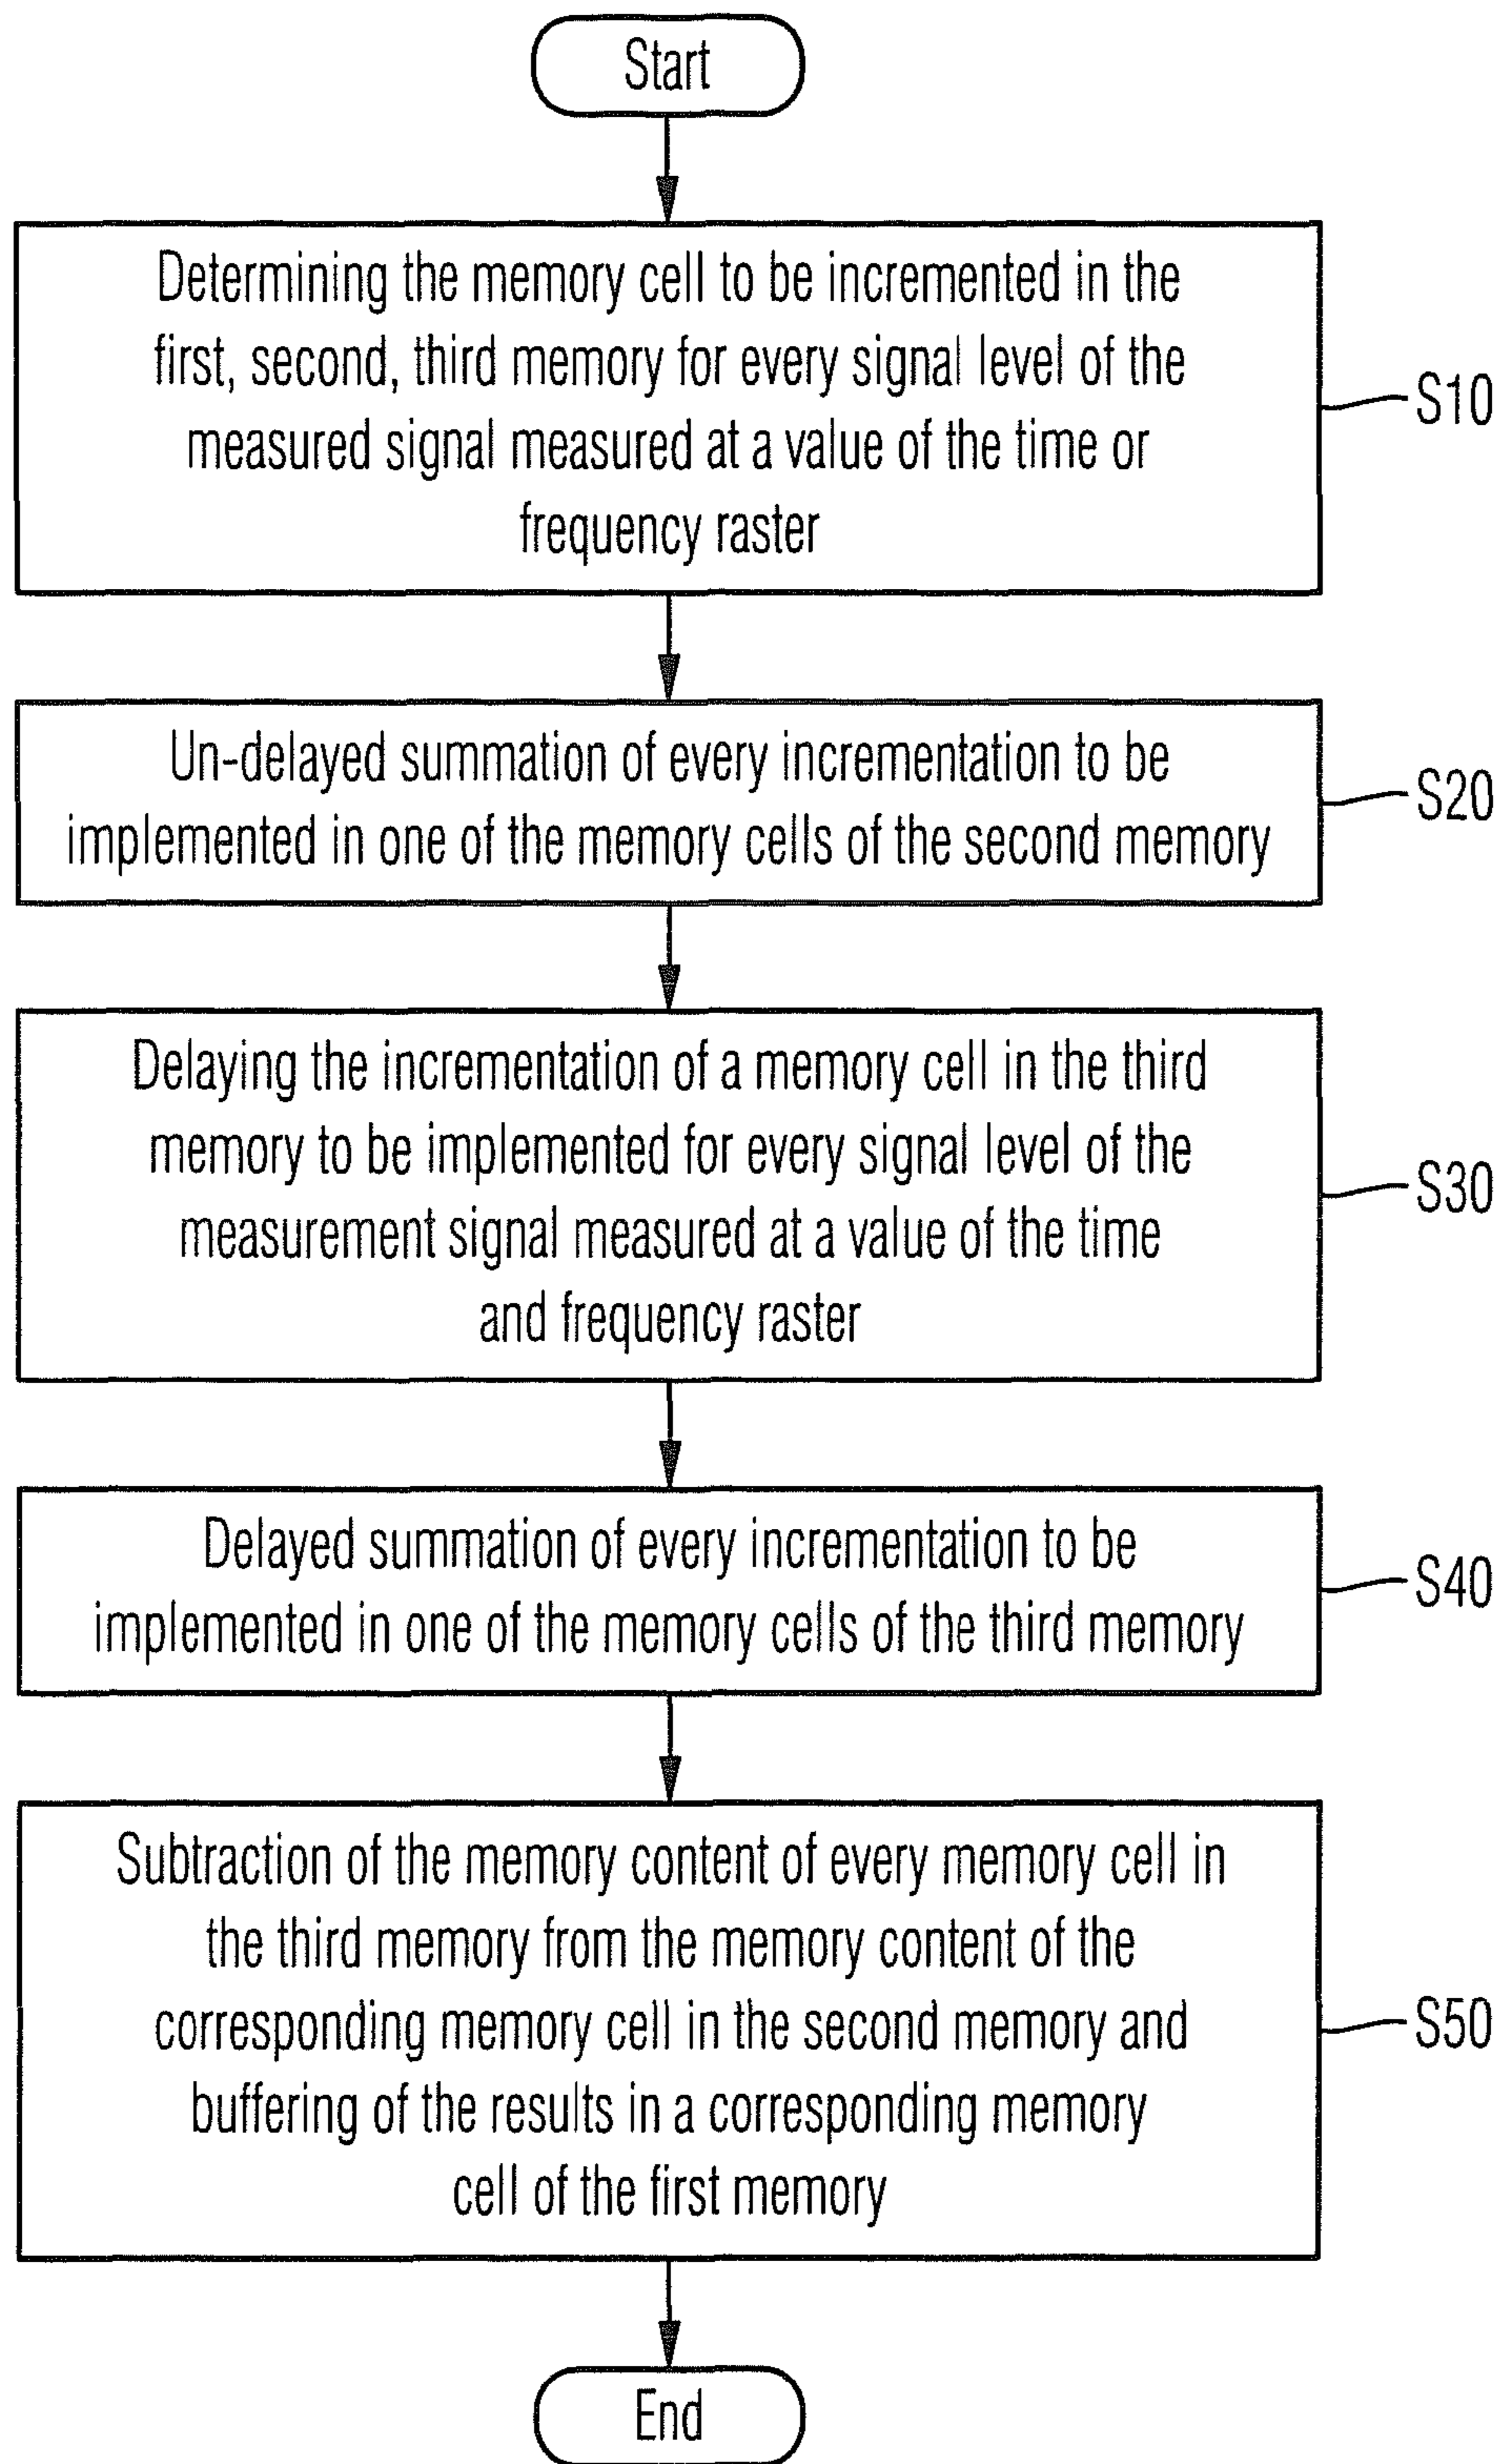 Start
Determining the memory cell to be incremented in the
first, second, third memory for every signal level of the
measured signal measured at a value of the time or
frequency raster
S10
Un-delayed summation of every incrementation to be
implemented in one of the memory cells of the second memory
S20
Delaying the incrementation of a memory cell in the third
memory to be implemented for every signal level of the
measurement signal measured at a value of the time
and frequency raster
S30
Delayed summation of every incrementation to be
implemented in one of the memory cells of the third memory
S40
Subtraction of the memory content of every memory cell in
the third memory from the memory content of the
corresponding memory cell in the second memory and
buffering of the results in a corresponding memory
cell of the first memory
S50
End